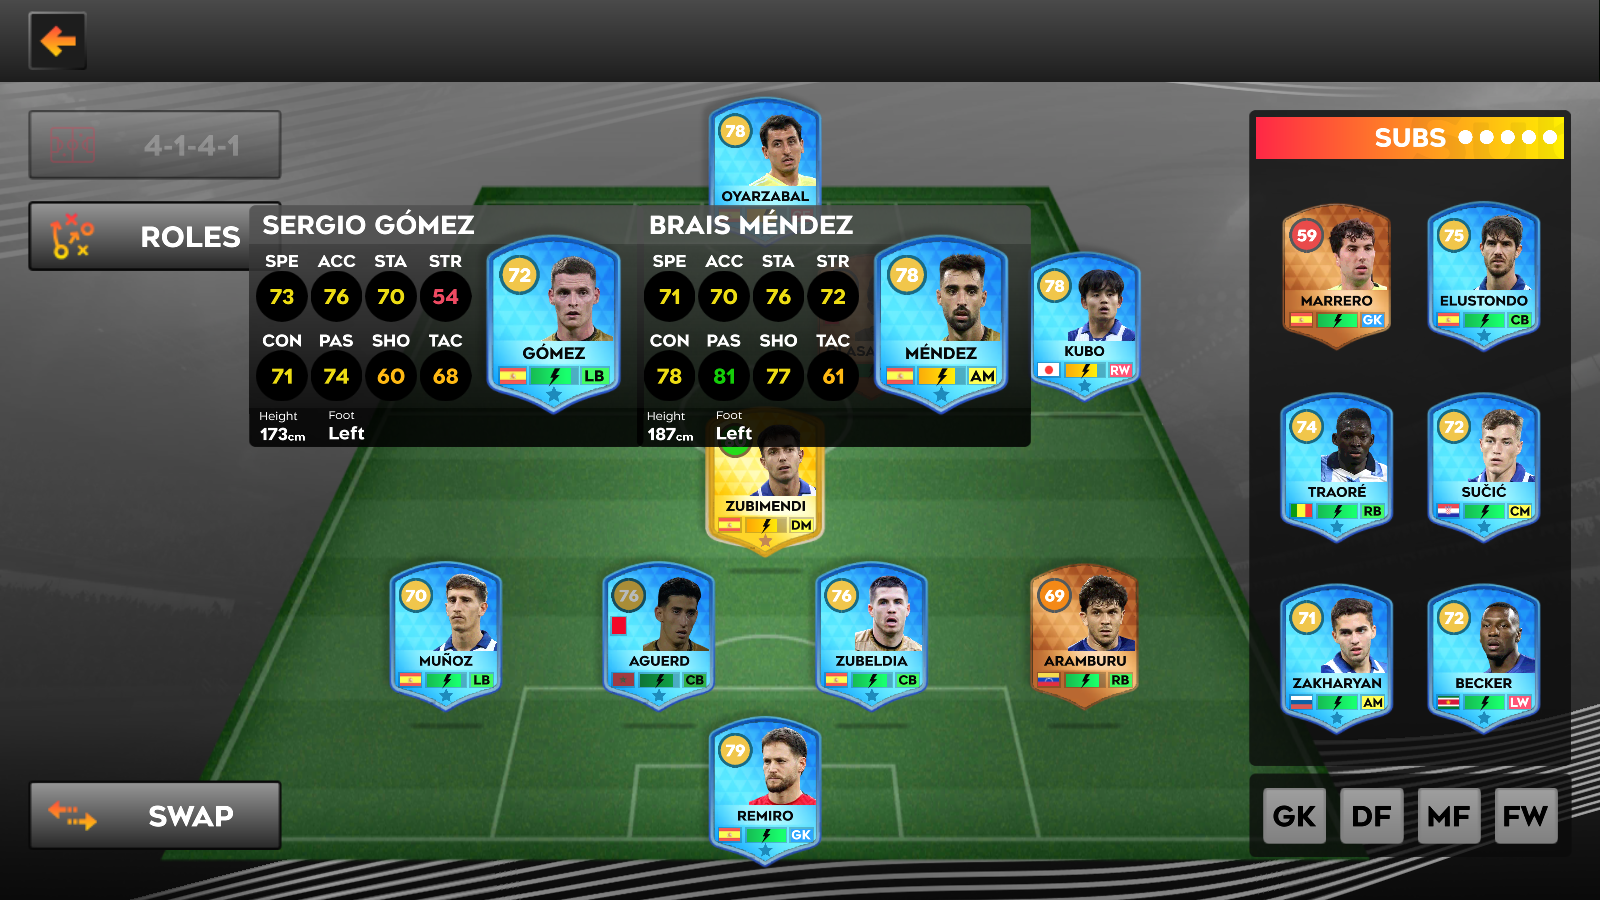 4-1-4-1
ROLES
78
OYARZABAL
SERGIO GÓMEZ
SPE ACC STA STR
73 76 70 54
CON PAS SHO TAC
71 74 60 68
Height Foot
173cm Left
72
GÓMEZ
LB
BRAIS MÉNDEZ
SPE ACC STA STR
71 70 76 72
CON PAS SHO TAC
78 81 77 61
Height Foot
187cm Left
78
MÉNDEZ
AM
78
KUBO
RW
ZUBIMENDI
DM
70
MUÑOZ
LB
76
AGUERD
CB
76
ZUBELDIA
CB
69
ARAMBURU
RB
79
REMIRO
GK
SWAP
SUBS
59
MARRERO
GK
75
ELUSTONDO
CB
74
TRAORÉ
RB
72
SUČIĆ
CM
71
ZAKHARYAN
AM
72
BECKER
LW
GK DF MF FW